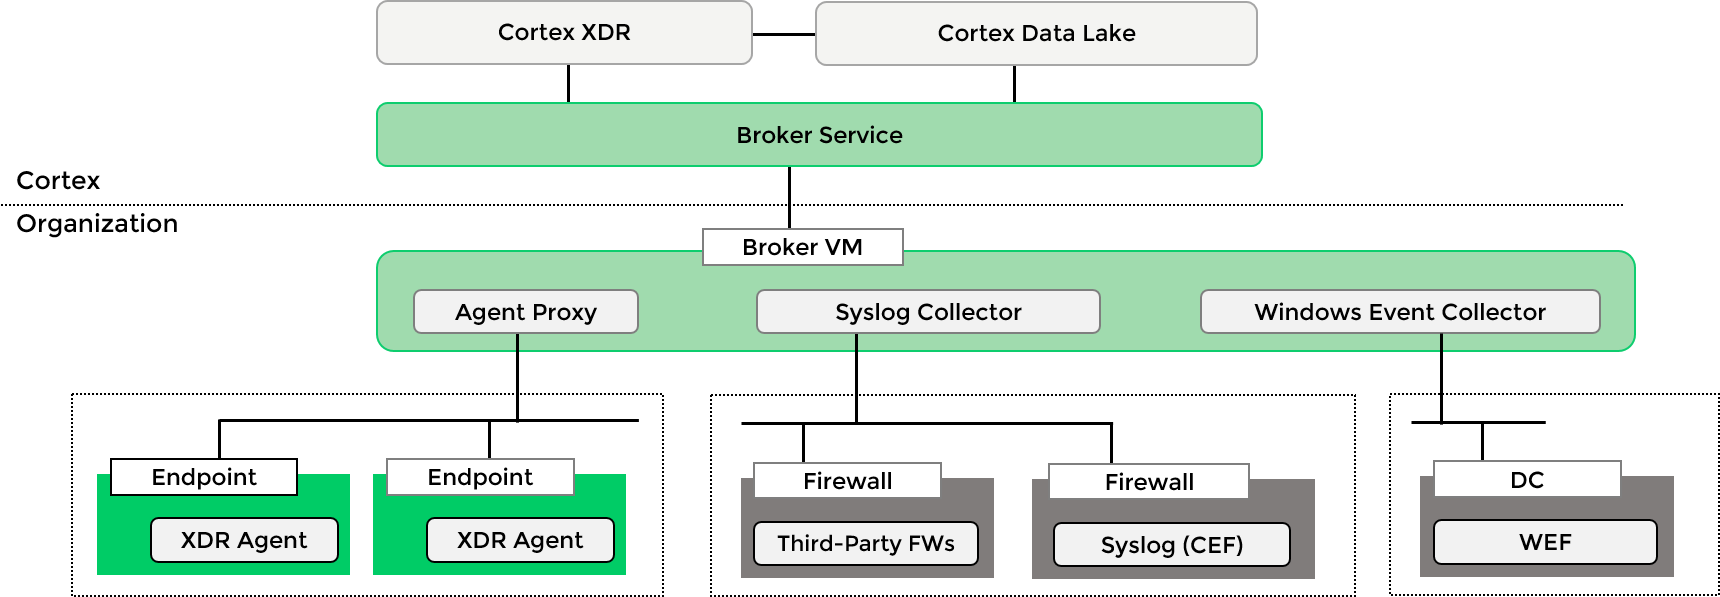 Cortex XDR
Cortex Data Lake
Broker Service
Cortex
Organization
Broker VM
Agent Proxy
Syslog Collector
Windows Event Collector
Endpoint
XDR Agent
Endpoint
XDR Agent
Firewall
Third-Party FWs
Firewall
Syslog (CEF)
DC
WEF